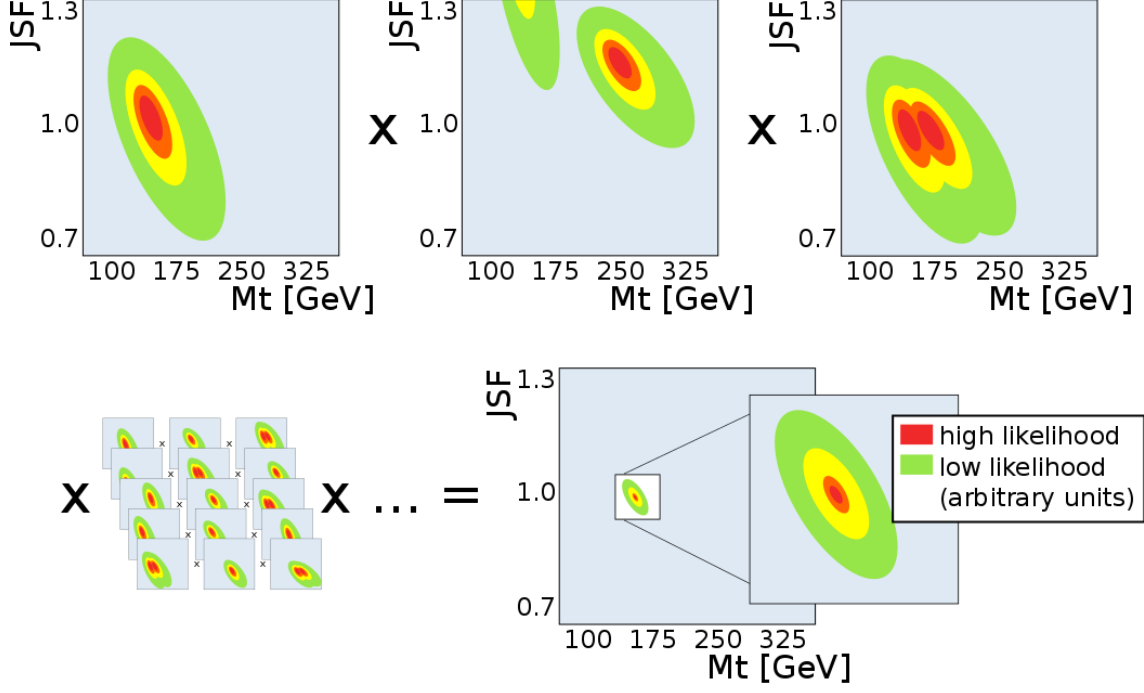 JSF
1.3
1.0
0.7
100 175 250 325
Mt [GeV]
x
JSF
1.3
1.0
0.7
100 175 250 325
Mt [GeV]
x
JSF
1.3
1.0
0.7
100 175 250 325
Mt [GeV]
x
x x
x x
x x
x x
x x
x ... =
JSF
1.3
1.0
0.7
100 175 250 325
Mt [GeV]
high likelihood
low likelihood
(arbitrary units)